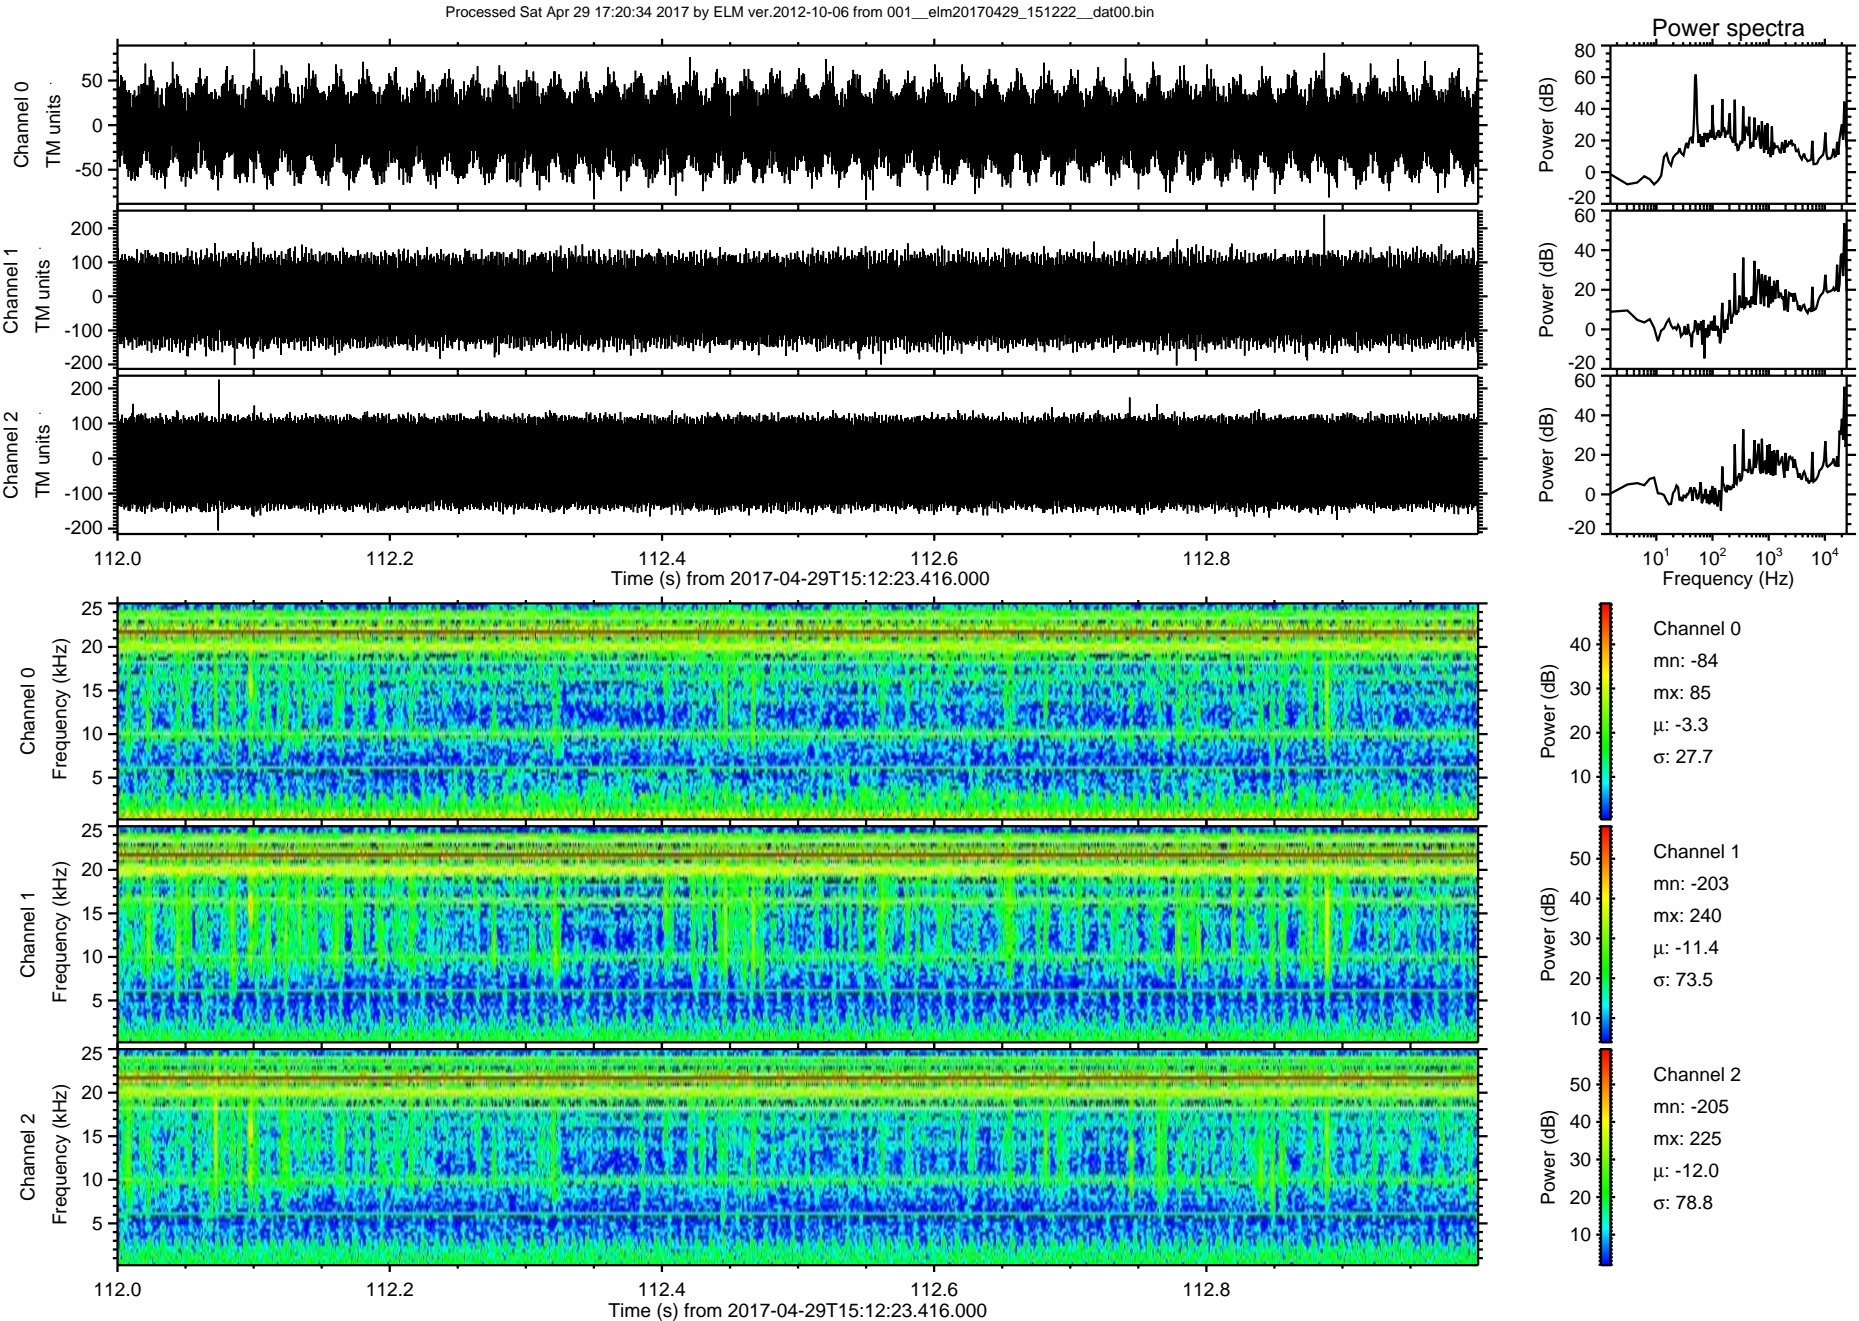 Processed Sat Apr 29 17:20:34 2017 by ELM ver.2012-10-06 from 001__elm20170429_151222__dat00.bin
Power spectra
Channel 0
TM units
50
0
-50
Power (dB)
80
60
40
20
0
-20
Channel 1
TM units
200
100
0
-100
-200
Power (dB)
60
40
20
0
-20
Channel 2
TM units
200
100
0
-100
-200
Power (dB)
60
40
20
0
-20
112.0 112.2 112.4 112.6 112.8
Time (s) from 2017-04-29T15:12:23.416.000
10^1 10^2 10^3 10^4
Frequency (Hz)
Channel 0
Frequency (kHz)
25
20
15
10
5
Power (dB)
40
30
20
10
Channel 0
mn: -84
mx: 85
μ: -3.3
σ: 27.7
Channel 1
Frequency (kHz)
25
20
15
10
5
Power (dB)
50
40
30
20
10
Channel 1
mn: -203
mx: 240
μ: -11.4
σ: 73.5
Channel 2
Frequency (kHz)
25
20
15
10
5
Power (dB)
50
40
30
20
10
Channel 2
mn: -205
mx: 225
μ: -12.0
σ: 78.8
112.0 112.2 112.4 112.6 112.8
Time (s) from 2017-04-29T15:12:23.416.000